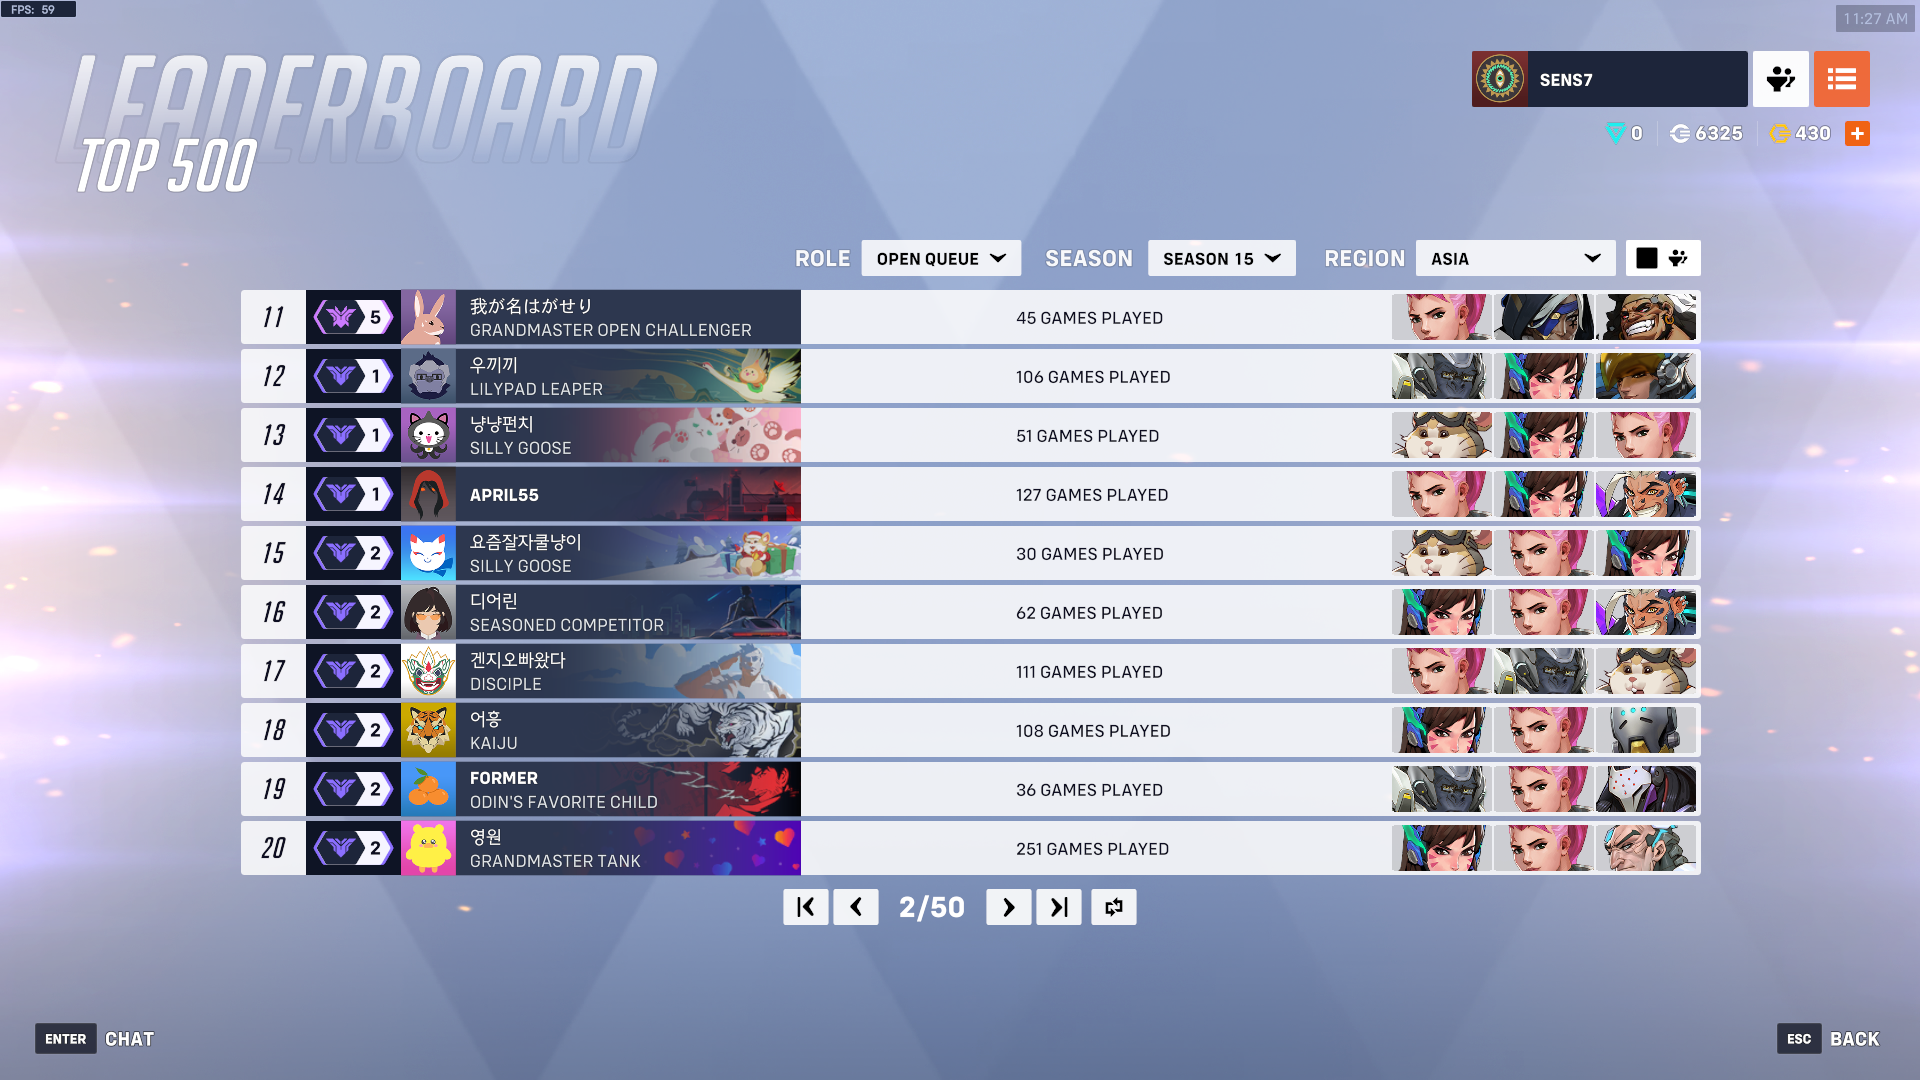 FPS: 59
11:27 AM
LEADERBOARD
TOP 500
SENS7
0 6325 430
ROLE OPEN QUEUE SEASON SEASON 15 REGION ASIA
11 5 我が名はがせり
GRANDMASTER OPEN CHALLENGER
45 GAMES PLAYED
12 1 우끼끼
LILYPAD LEAPER
106 GAMES PLAYED
13 1 냥냥펀치
SILLY GOOSE
51 GAMES PLAYED
14 1 APRIL55
127 GAMES PLAYED
15 2 요즘잘자쿨냥이
SILLY GOOSE
30 GAMES PLAYED
16 2 디어린
SEASONED COMPETITOR
62 GAMES PLAYED
17 2 겐지오빠왔다
DISCIPLE
111 GAMES PLAYED
18 2 어흥
KAIJU
108 GAMES PLAYED
19 2 FORMER
ODIN'S FAVORITE CHILD
36 GAMES PLAYED
20 2 영원
GRANDMASTER TANK
251 GAMES PLAYED
2/50
ENTER CHAT
ESC BACK